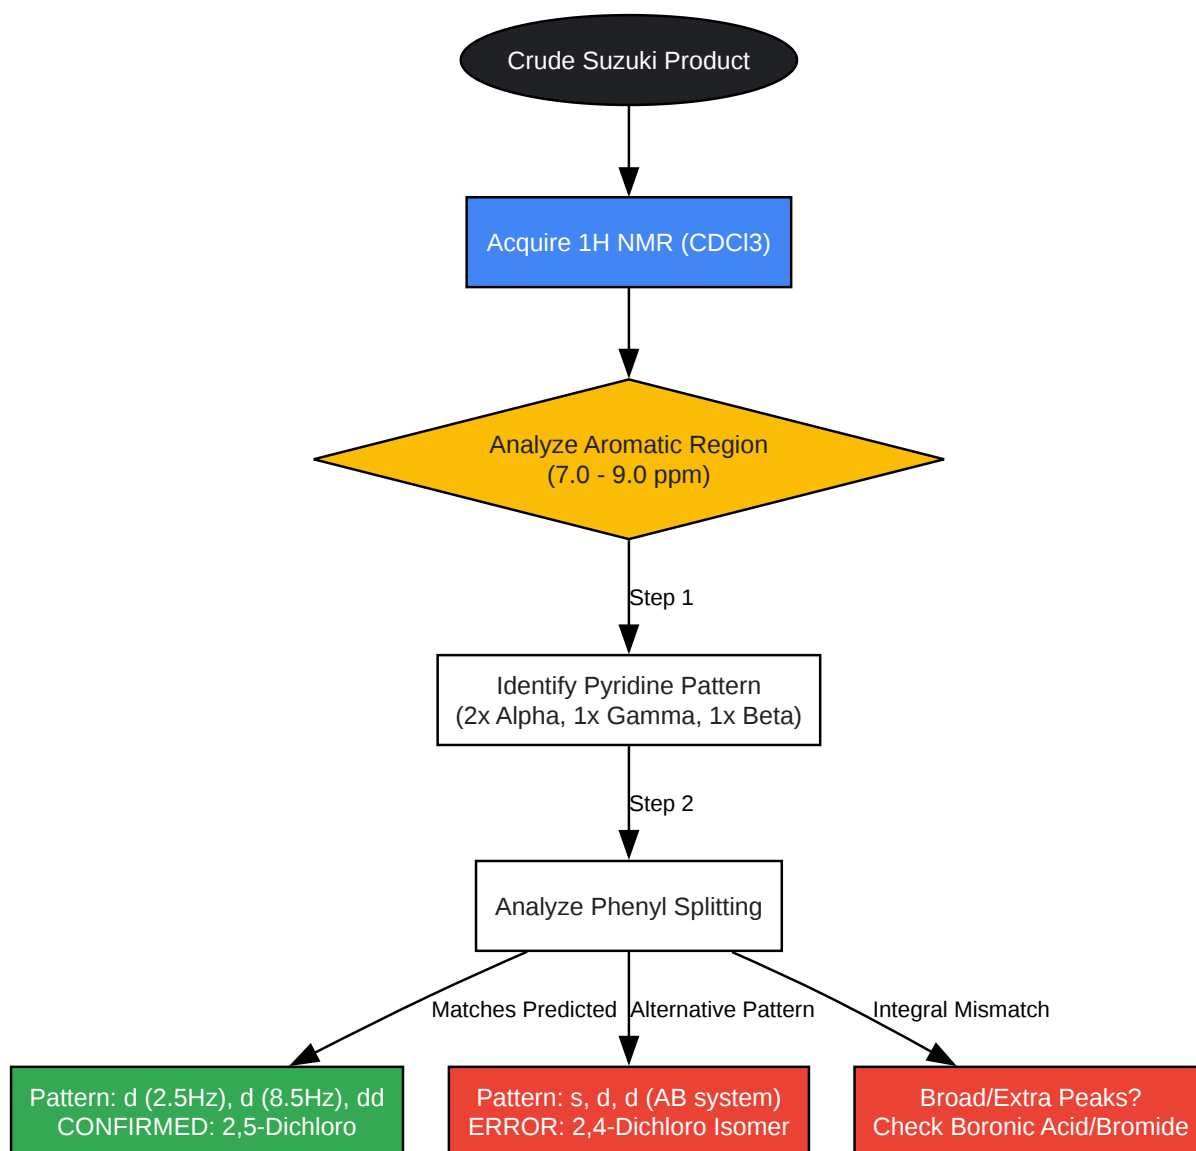 Crude Suzuki Product
Acquire 1H NMR (CDCl3)
Analyze Aromatic Region
(7.0 - 9.0 ppm)
Step 1
Identify Pyridine Pattern
(2x Alpha, 1x Gamma, 1x Beta)
Step 2
Analyze Phenyl Splitting
Matches Predicted
Alternative Pattern
Integral Mismatch
Pattern: d (2.5Hz), d (8.5Hz), dd
CONFIRMED: 2,5-Dichloro
Pattern: s, d, d (AB system)
ERROR: 2,4-Dichloro Isomer
Broad/Extra Peaks?
Check Boronic Acid/Bromide